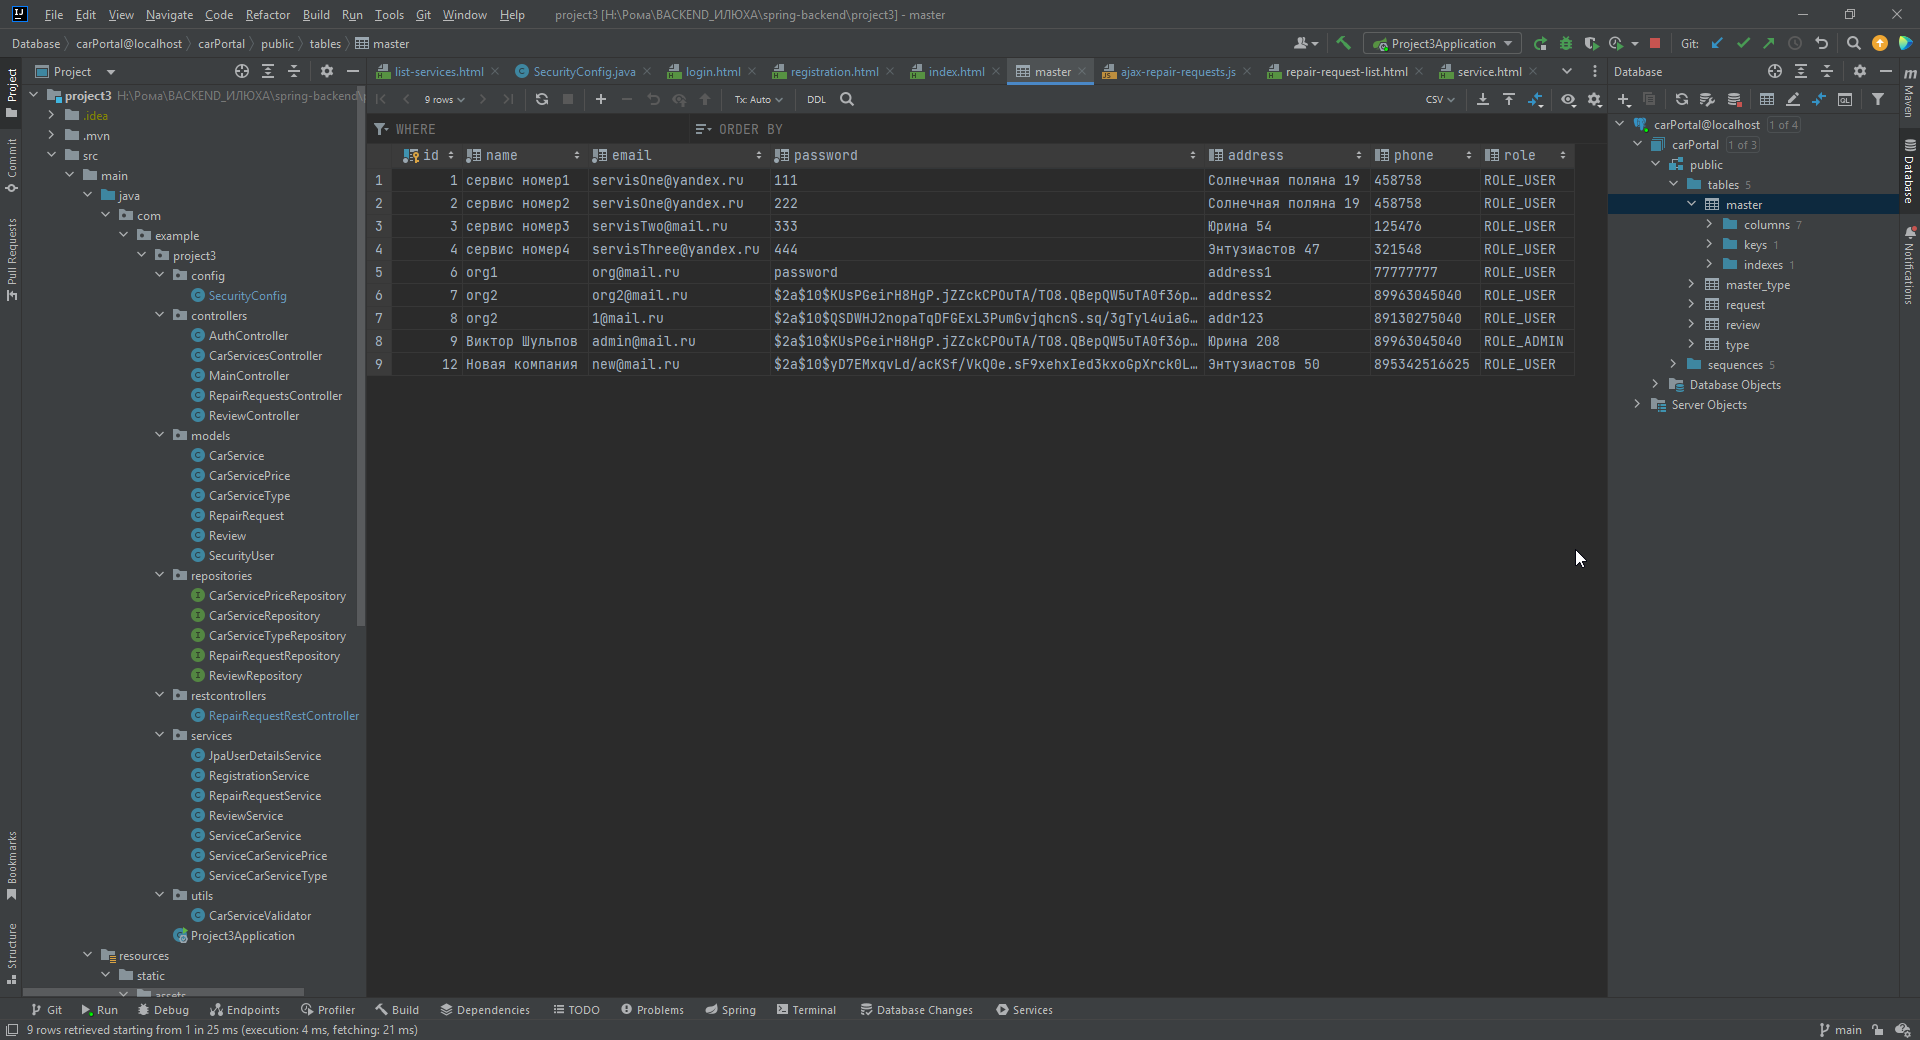 File Edit View Navigate Code Refactor Build Run Tools Git Window Help project3 [H:\Рома\BACKEND_ИЛЮХА\spring-backend\project3] - master
Database carPortal@localhost carPortal public tables master Project3Application Git:
Project list-services.html SecurityConfig.java login.html registration.html index.html master ajax-repair-requests.js repair-request-list.html service.html Database
9 rows Tx: Auto DDL CSV
WHERE ORDER BY
id name email password address phone role
1 1 сервис номер1 servisOne@yandex.ru 111 Солнечная поляна 19 458758 ROLE_USER
2 2 сервис номер2 servisOne@yandex.ru 222 Солнечная поляна 19 458758 ROLE_USER
3 3 сервис номер3 servisTwo@mail.ru 333 Юрина 54 125476 ROLE_USER
4 4 сервис номер4 servisThree@yandex.ru 444 Энтузиастов 47 321548 ROLE_USER
5 6 org1 org@mail.ru password address1 77777777 ROLE_USER
6 7 org2 org2@mail.ru $2a$10$KUsPGeirH8HgP.jZZckCPOuTA/TO8.QBepQW5uTA0f36p… address2 89963045040 ROLE_USER
7 8 org2 1@mail.ru $2a$10$QSDWHJ2nopaTqDFGExL3PumGvjqhcnS.sq/3gTyl4uiaG… addr123 89130275040 ROLE_USER
8 9 Виктор Шульпов admin@mail.ru $2a$10$KUsPGeirH8HgP.jZZckCPOuTA/TO8.QBepQW5uTA0f36p… Юрина 208 89963045040 ROLE_ADMIN
9 12 Новая компания new@mail.ru $2a$10$yD7EMxqvLd/acKSf/VkQ0e.sF9xehxIed3kxoGpXrck0L… Энтузиастов 50 895342516625 ROLE_USER
project3 H:\Рома\BACKEND_ИЛЮХА\spring-backend\
.idea
.mvn
src
main
java
com
example
project3
config
SecurityConfig
controllers
AuthController
CarServicesController
MainController
RepairRequestsController
ReviewController
models
CarService
CarServicePrice
CarServiceType
RepairRequest
Review
SecurityUser
repositories
CarServicePriceRepository
CarServiceRepository
CarServiceTypeRepository
RepairRequestRepository
ReviewRepository
restcontrollers
RepairRequestRestController
services
JpaUserDetailsService
RegistrationService
RepairRequestService
ReviewService
ServiceCarService
ServiceCarServicePrice
ServiceCarServiceType
utils
CarServiceValidator
Project3Application
resources
static
assets
carPortal@localhost 1 of 4
carPortal 1 of 3
public
tables 5
master
columns 7
keys 1
indexes 1
master_type
request
review
type
sequences 5
Database Objects
Server Objects
Project
Commit
Pull Requests
Bookmarks
Structure
Maven
Database
Notifications
Git Run Debug Endpoints Profiler Build Dependencies TODO Problems Spring Terminal Database Changes Services
9 rows retrieved starting from 1 in 25 ms (execution: 4 ms, fetching: 21 ms) main